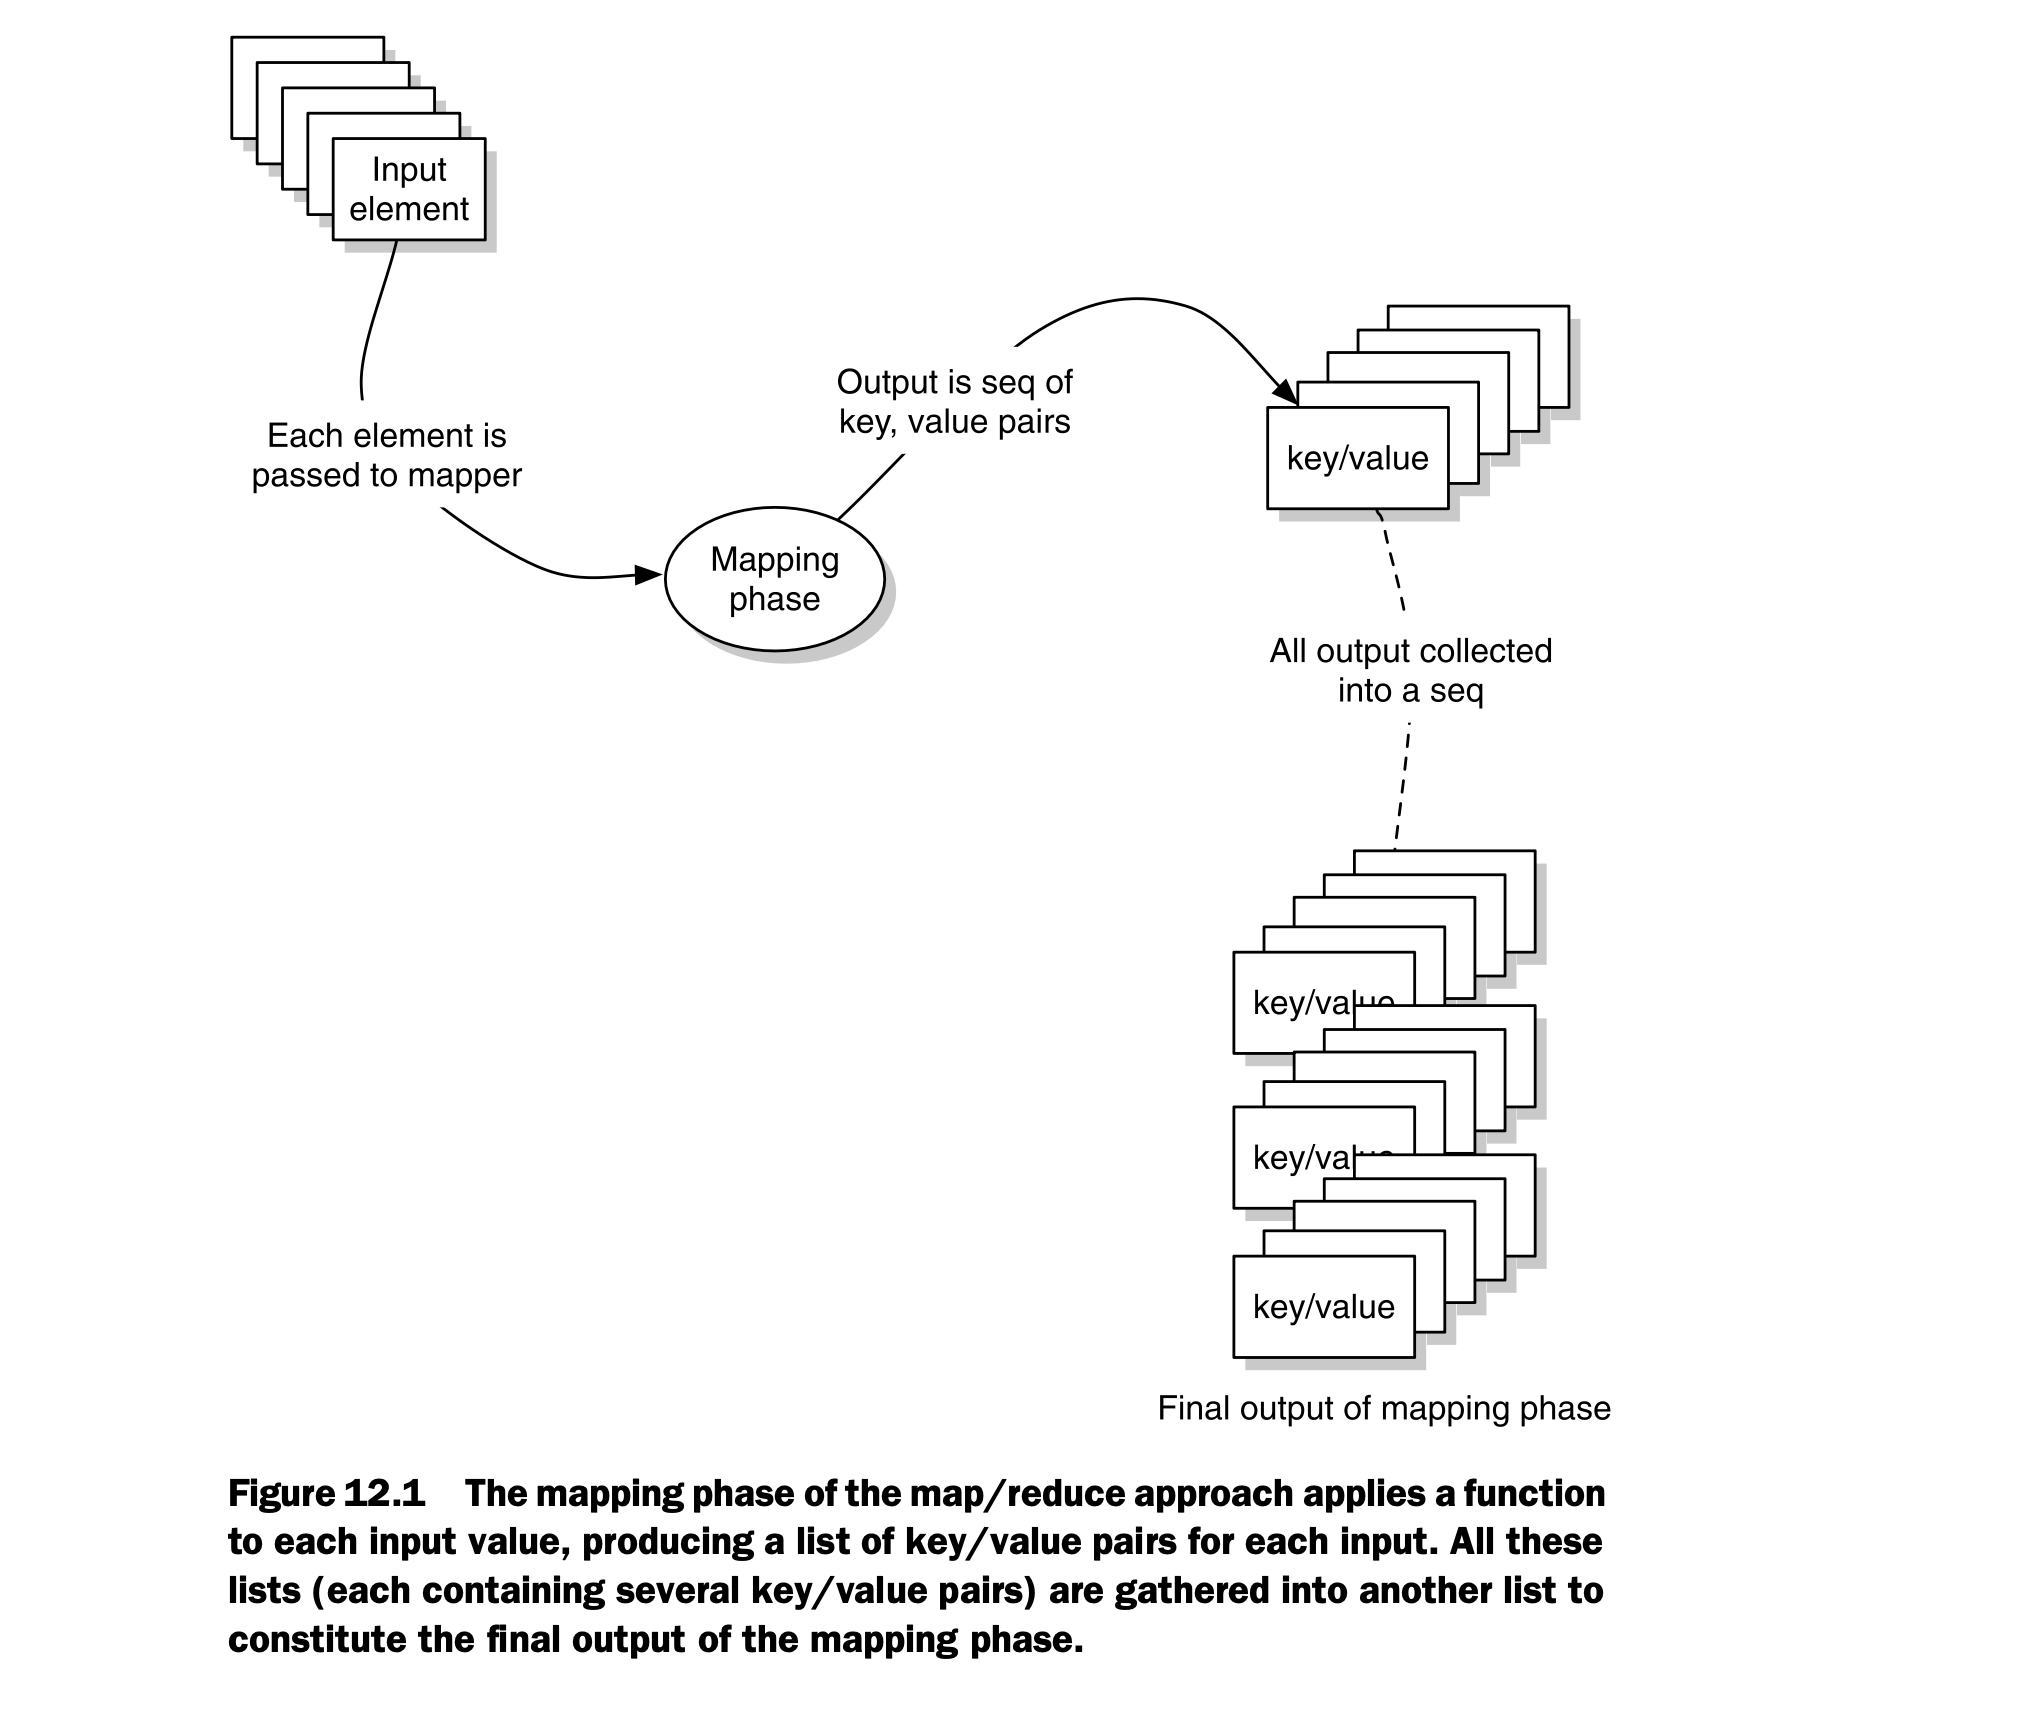 Input
element
Each element is
passed to mapper
Output is seq of
key, value pairs
Mapping
phase
key/value
All output collected
into a seq
key/value
key/value
key/value
Final output of mapping phase
Figure 12.1 The mapping phase of the map/reduce approach applies a function
to each input value, producing a list of key/value pairs for each input. All these
lists (each containing several key/value pairs) are gathered into another list to
constitute the final output of the mapping phase.